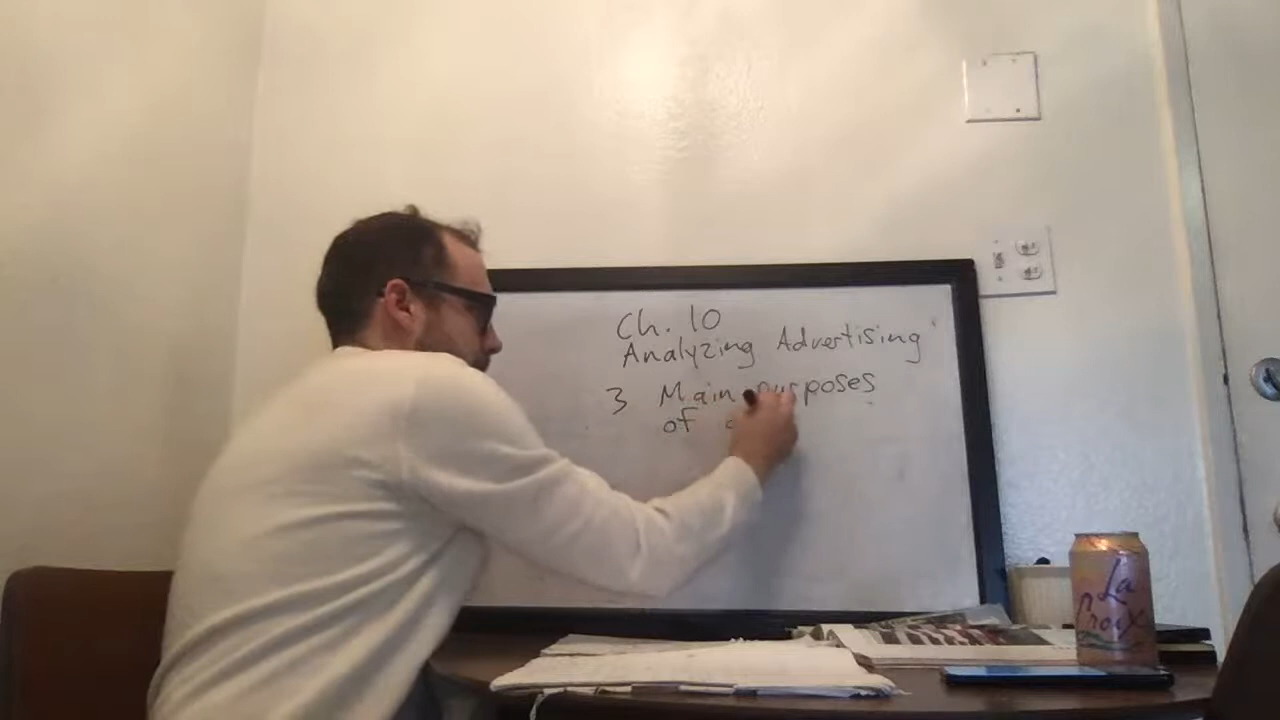 Ch. 10
Analyzing Advertising
3 Main purposes
of
La
Croix